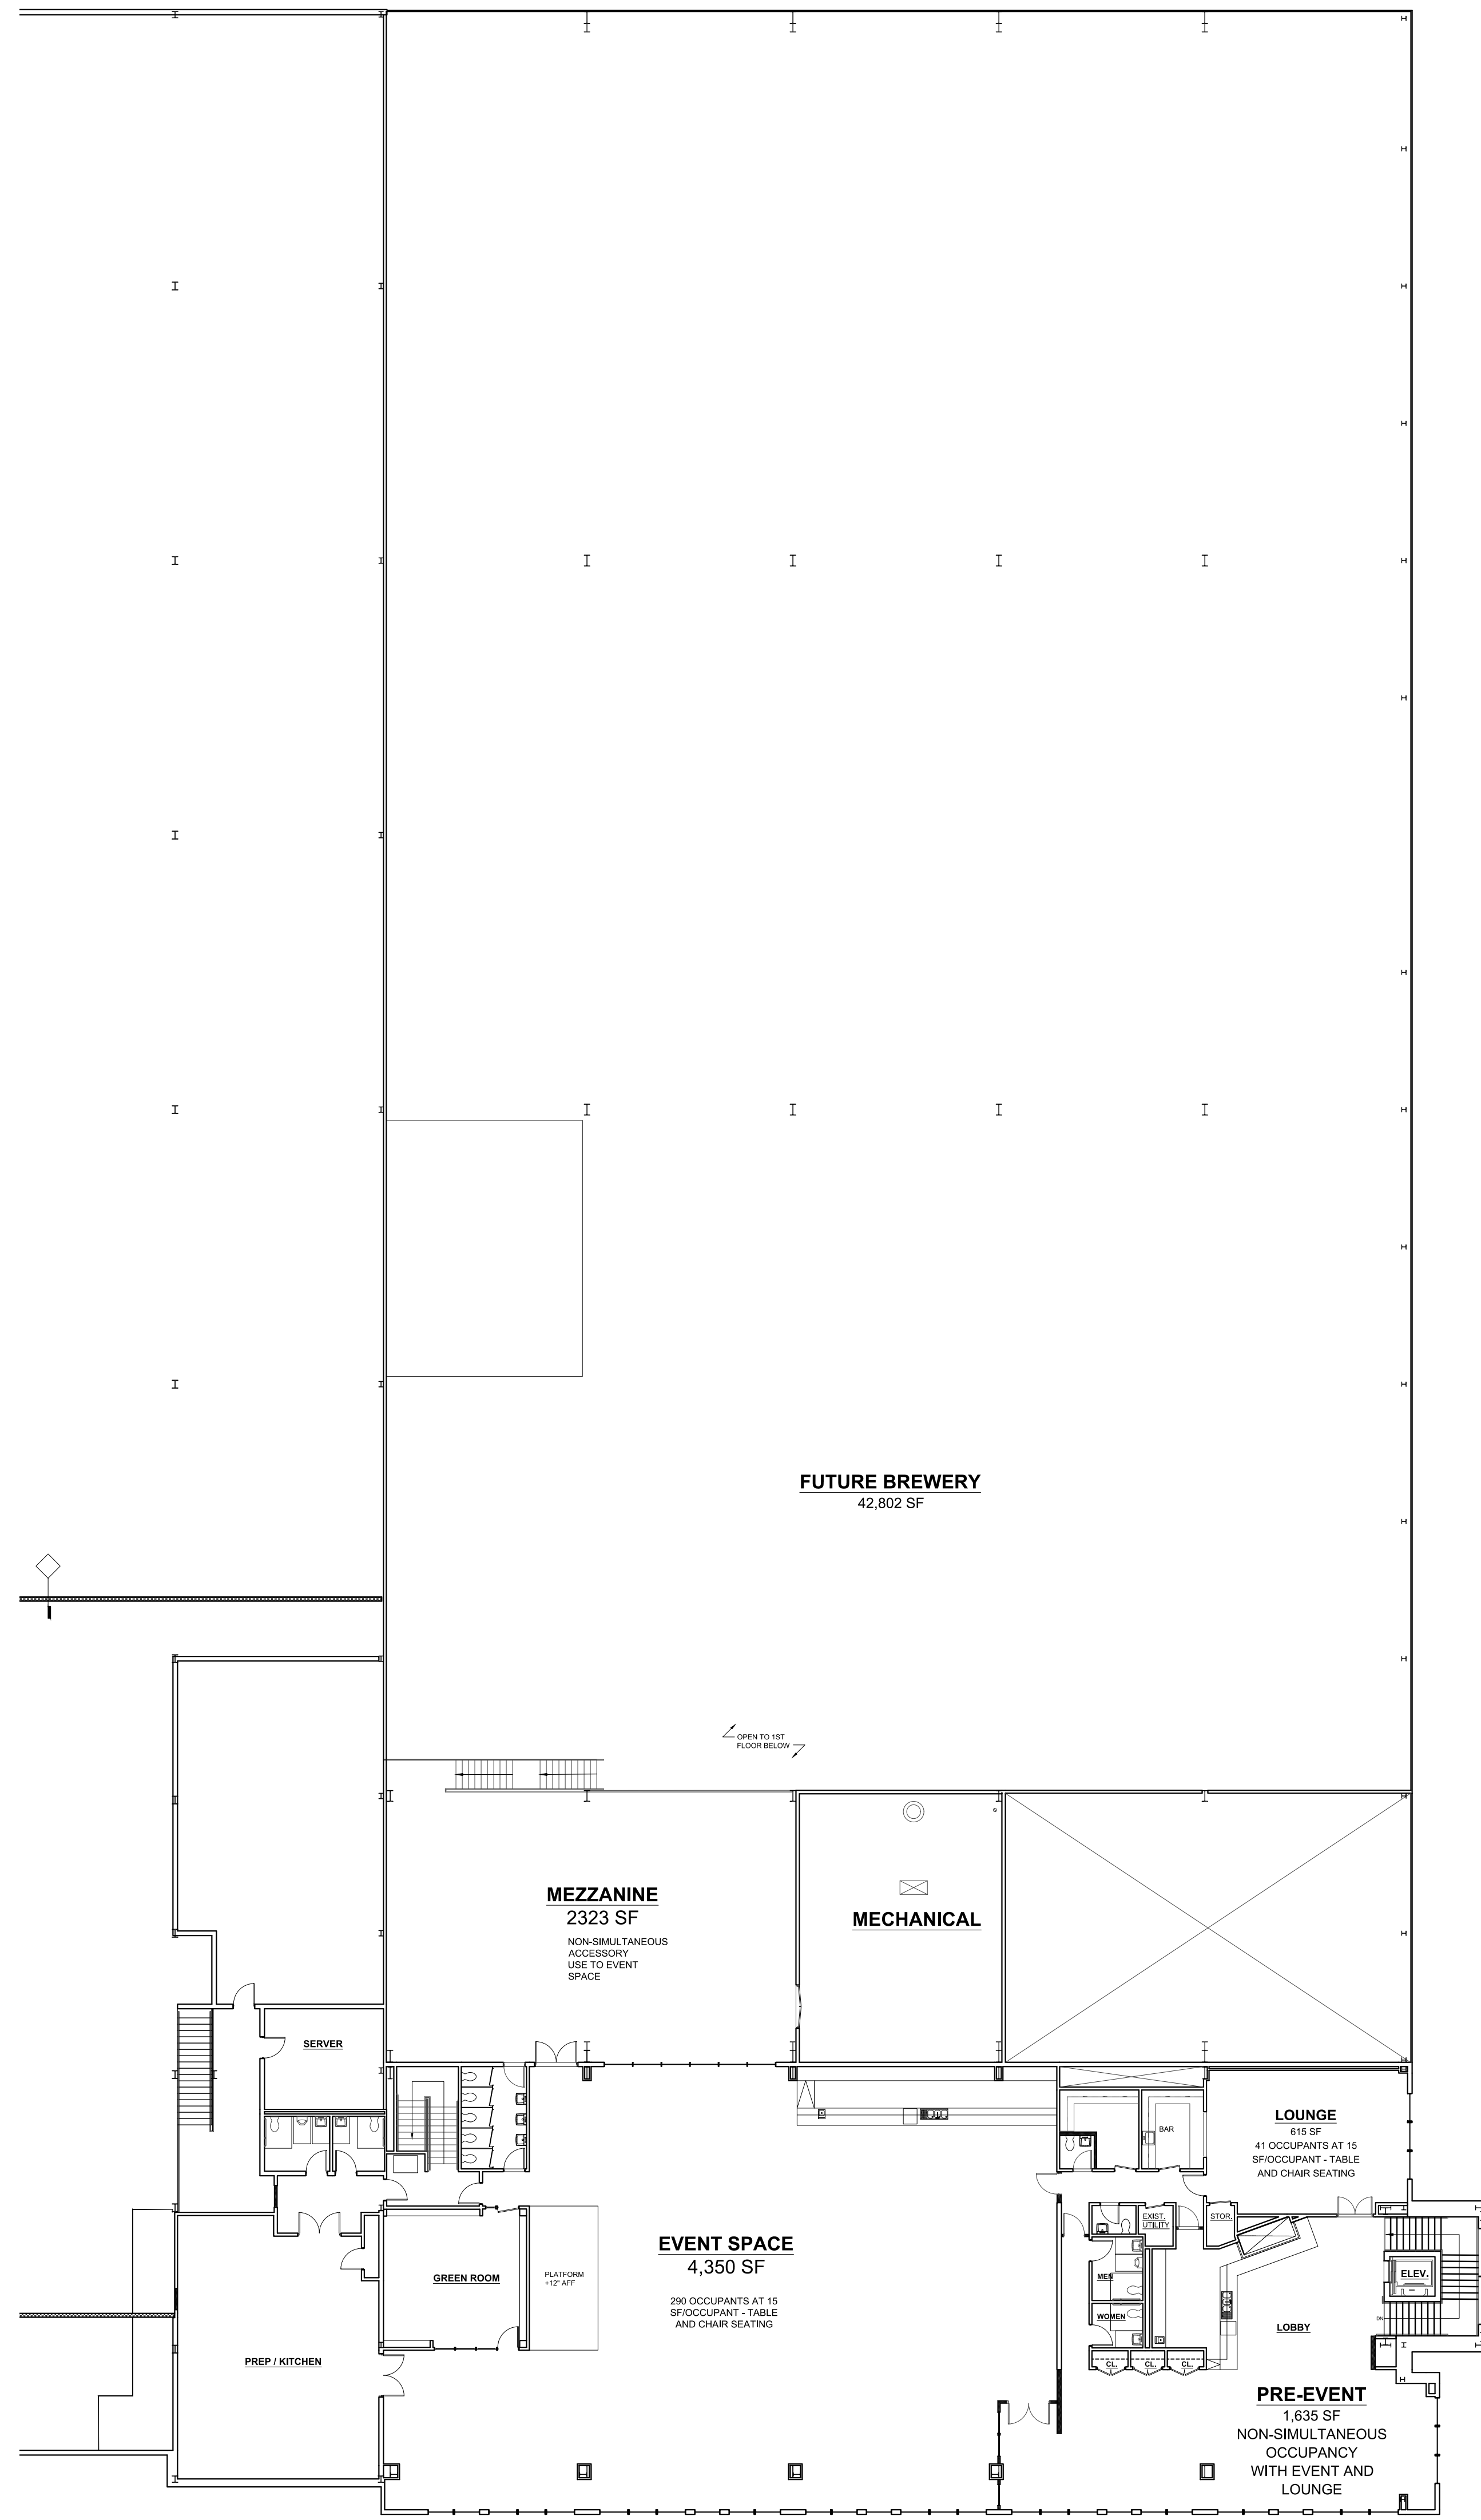 FUTURE BREWERY
42,802 SF
OPEN TO 1ST
FLOOR BELOW
MEZZANINE
2323 SF
NON-SIMULTANEOUS
ACCESSORY
USE TO EVENT
SPACE
MECHANICAL
SERVER
BAR
LOUNGE
615 SF
41 OCCUPANTS AT 15
SF/OCCUPANT - TABLE
AND CHAIR SEATING
EXIST.
UTILITY
STOR.
EVENT SPACE
4,350 SF
290 OCCUPANTS AT 15
SF/OCCUPANT - TABLE
AND CHAIR SEATING
GREEN ROOM
PLATFORM
+12" AFF
MEN
WOMEN
ELEV.
DN
LOBBY
PREP / KITCHEN
CL.
CL.
CL.
PRE-EVENT
1,635 SF
NON-SIMULTANEOUS
OCCUPANCY
WITH EVENT AND
LOUNGE